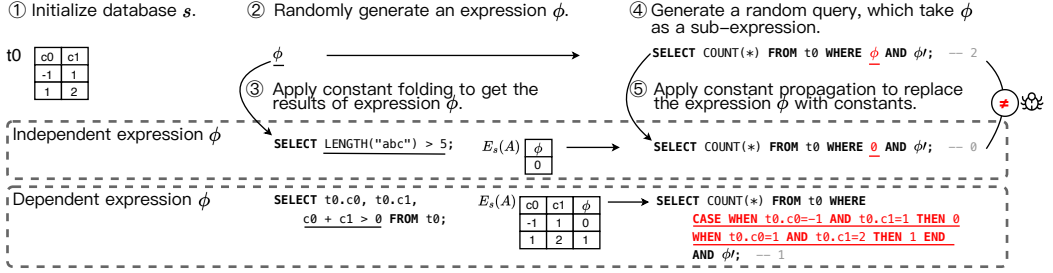 ① Initialize database s.
② Randomly generate an expression ϕ.
④ Generate a random query, which take ϕ
as a sub-expression.
t0
c0 c1
-1 1
1 2
ϕ
SELECT COUNT(*) FROM t0 WHERE ϕ AND ϕ′; -- 2
③ Apply constant folding to get the
results of expression ϕ.
⑤ Apply constant propagation to replace
the expression ϕ with constants.
≠
Independent expression ϕ
SELECT LENGTH("abc") > 5;
E_s(A)
ϕ
0
SELECT COUNT(*) FROM t0 WHERE 0 AND ϕ′; -- 0
Dependent expression ϕ
SELECT t0.c0, t0.c1,
c0 + c1 > 0 FROM t0;
E_s(A)
c0 c1 ϕ
-1 1 0
1 2 1
SELECT COUNT(*) FROM t0 WHERE
CASE WHEN t0.c0=-1 AND t0.c1=1 THEN 0
WHEN t0.c0=1 AND t0.c1=2 THEN 1 END
AND ϕ′; -- 1